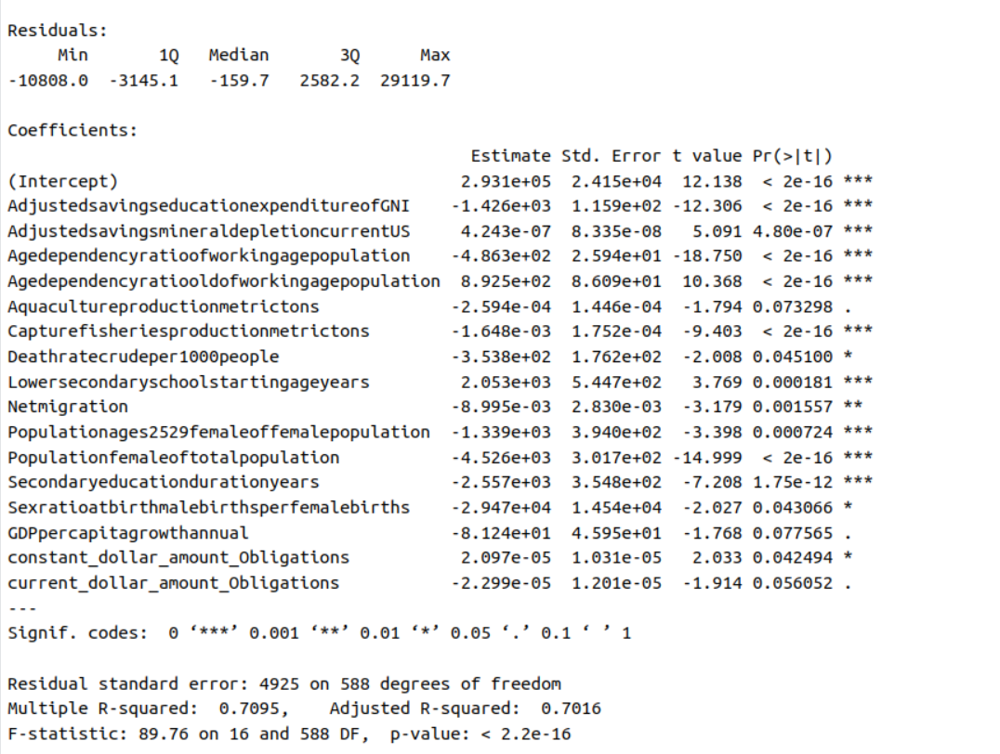 Residuals:
     Min       1Q   Median       3Q      Max
-10808.0  -3145.1   -159.7   2582.2  29119.7

Coefficients:
                                               Estimate Std. Error t value Pr(>|t|)
(Intercept)                                   2.931e+05  2.415e+04  12.138  < 2e-16 ***
AdjustedsavingseducationexpenditureofGNI     -1.426e+03  1.159e+02 -12.306  < 2e-16 ***
AdjustedsavingsmineraldepletioncurrentUS      4.243e-07  8.335e-08   5.091 4.80e-07 ***
Agedependencyratioofworkingagepopulation     -4.863e+02  2.594e+01 -18.750  < 2e-16 ***
Agedependencyratiooldofworkingagepopulation   8.925e+02  8.609e+01  10.368  < 2e-16 ***
Aquacultureproductionmetrictons              -2.594e-04  1.446e-04  -1.794 0.073298 .
Capturefisheriesproductionmetrictons         -1.648e-03  1.752e-04  -9.403  < 2e-16 ***
Deathratecrudeper1000people                  -3.538e+02  1.762e+02  -2.008 0.045100 *
Lowersecondaryschoolstartingageyears          2.053e+03  5.447e+02   3.769 0.000181 ***
Netmigration                                 -8.995e-03  2.830e-03  -3.179 0.001557 **
Populationages2529femaleoffemalepopulation   -1.339e+03  3.940e+02  -3.398 0.000724 ***
Populationfemaleoftotalpopulation            -4.526e+03  3.017e+02 -14.999  < 2e-16 ***
Secondaryeducationdurationyears              -2.557e+03  3.548e+02  -7.208 1.75e-12 ***
Sexratioatbirthmalebirthsperfemalebirths     -2.947e+04  1.454e+04  -2.027 0.043066 *
GDPpercapitagrowthannual                     -8.124e+01  4.595e+01  -1.768 0.077565 .
constant_dollar_amount_Obligations            2.097e-05  1.031e-05   2.033 0.042494 *
current_dollar_amount_Obligations            -2.299e-05  1.201e-05  -1.914 0.056052 .
---
Signif. codes:  0 ‘***’ 0.001 ‘**’ 0.01 ‘*’ 0.05 ‘.’ 0.1 ‘ ’ 1

Residual standard error: 4925 on 588 degrees of freedom
Multiple R-squared:  0.7095,    Adjusted R-squared:  0.7016
F-statistic: 89.76 on 16 and 588 DF,  p-value: < 2.2e-16